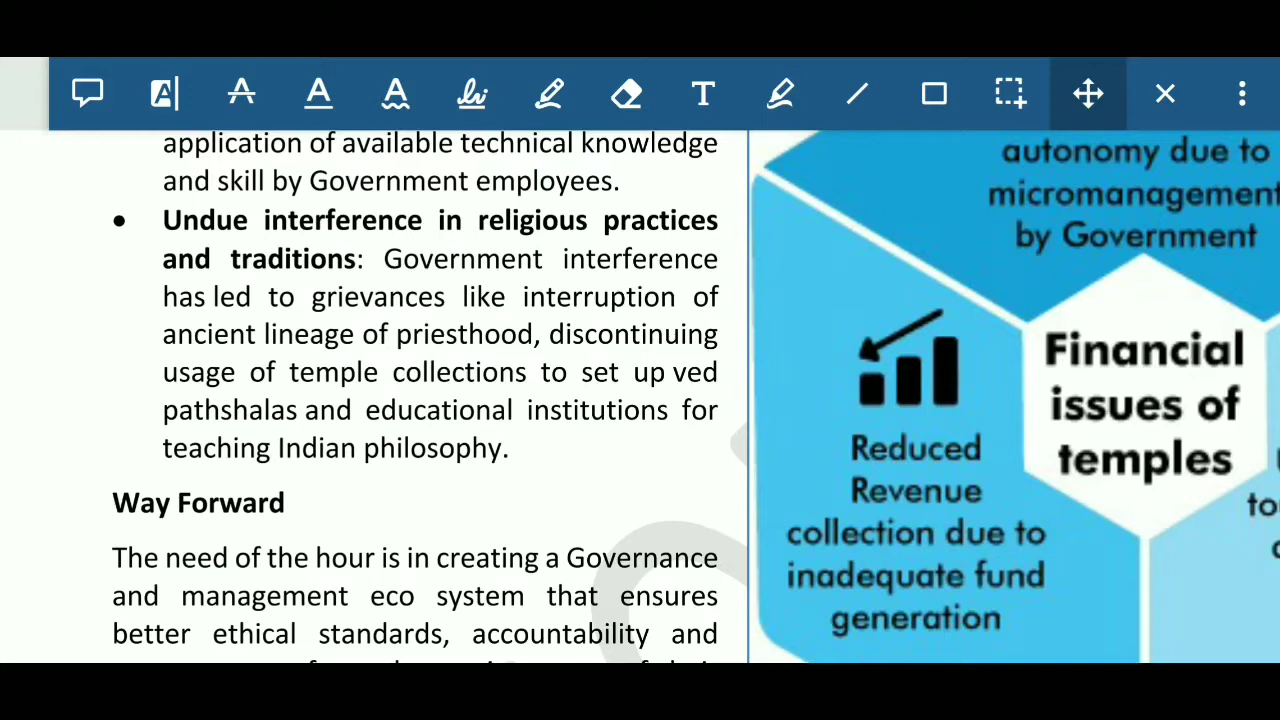 application of available technical knowledge
and skill by Government employees.
• Undue interference in religious practices
and traditions: Government interference
has led to grievances like interruption of
ancient lineage of priesthood, discontinuing
usage of temple collections to set up ved
pathshalas and educational institutions for
teaching Indian philosophy.
Way Forward
The need of the hour is in creating a Governance
and management eco system that ensures
better ethical standards, accountability and
autonomy due to
micromanagement
by Government
Financial
issues of
temples
Reduced
Revenue
collection due to
inadequate fund
generation